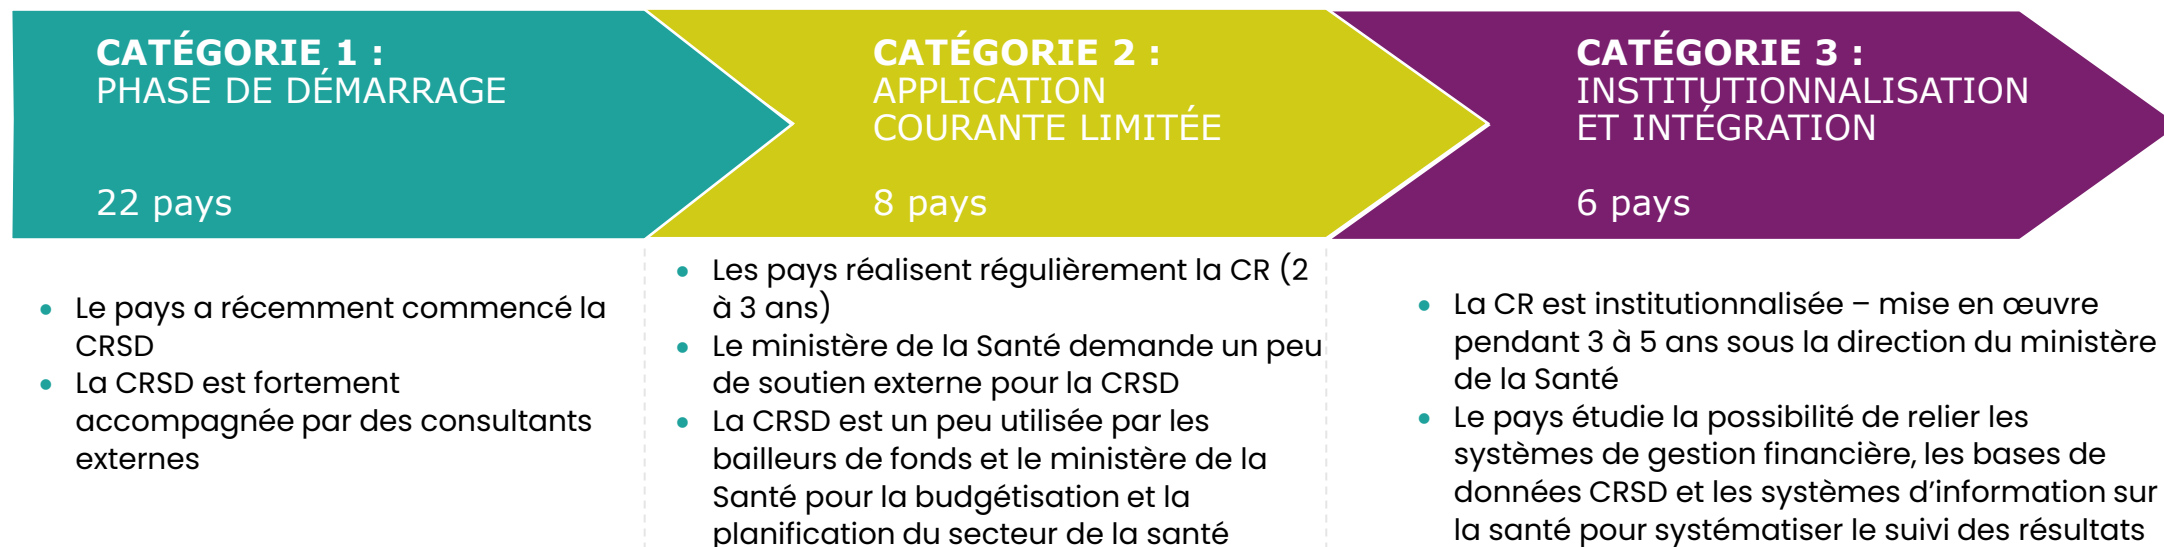 CATÉGORIE 1 :
PHASE DE DÉMARRAGE
22 pays
• Le pays a récemment commencé la
CRSD
• La CRSD est fortement
accompagnée par des consultants
externes
CATÉGORIE 2 :
APPLICATION
COURANTE LIMITÉE
8 pays
• Les pays réalisent régulièrement la CR (2
à 3 ans)
• Le ministère de la Santé demande un peu
de soutien externe pour la CRSD
• La CRSD est un peu utilisée par les
bailleurs de fonds et le ministère de la
Santé pour la budgétisation et la
planification du secteur de la santé
CATÉGORIE 3 :
INSTITUTIONNALISATION
ET INTÉGRATION
6 pays
• La CR est institutionnalisée – mise en œuvre
pendant 3 à 5 ans sous la direction du ministère
de la Santé
• Le pays étudie la possibilité de relier les
systèmes de gestion financière, les bases de
données CRSD et les systèmes d’information sur
la santé pour systématiser le suivi des résultats